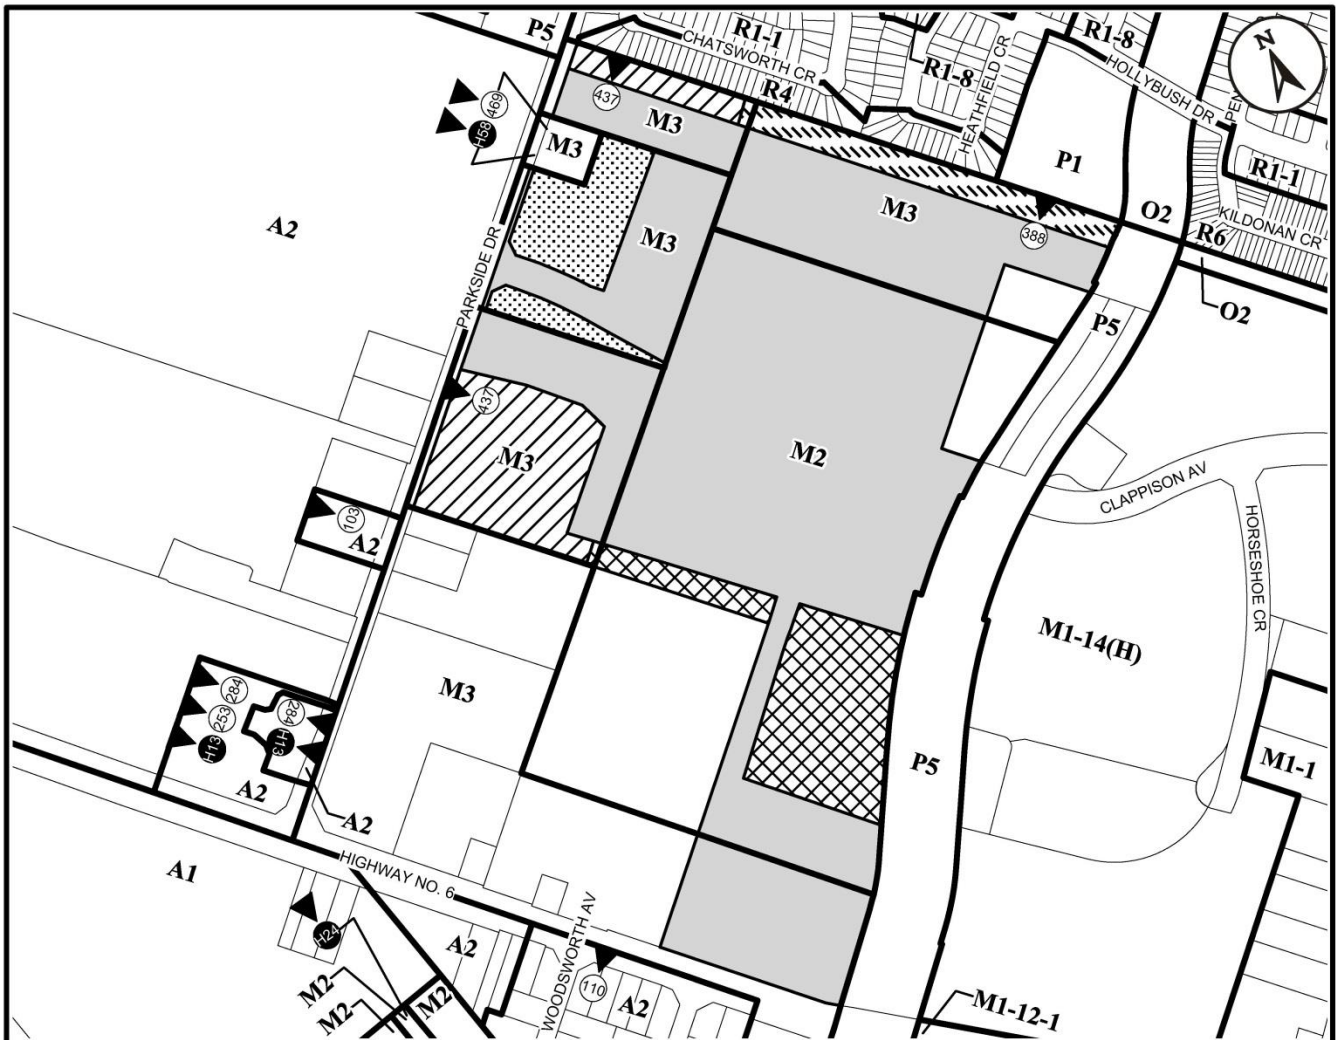 P5
R1-1
CHATSWORTH CR
R1-8
HEATHFIELD CR
R1-8
HOLLYBUSH DR
PEN
N
R4
469
H58
437
M3
M3
P1
R1-1
A2
M3
M3
388
O2
R6
KILDONAN CR
O2
PARKSIDE DR
P5
437
M3
M2
CLAPPISON AV
HORSESHOE CR
103
A2
M1-14(H)
284
253
H13
284
H13
M3
A2
A2
P5
M1-1
HIGHWAY NO. 6
A1
H24
A2
WOODSWORTH AV
110
A2
M2
M2
M2
M1-12-1